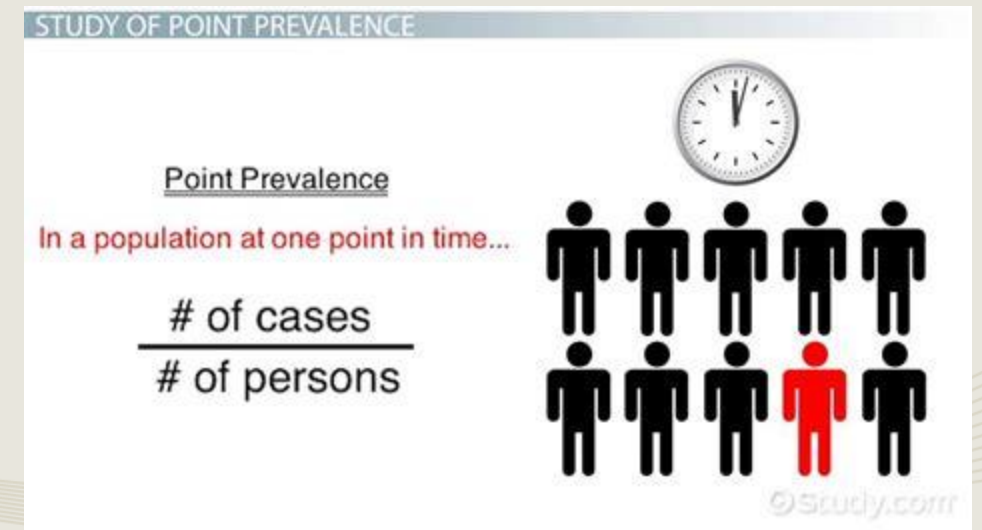 STUDY OF POINT PREVALENCE
Point Prevalence
In a population at one point in time...
# of cases
# of persons
Study.com